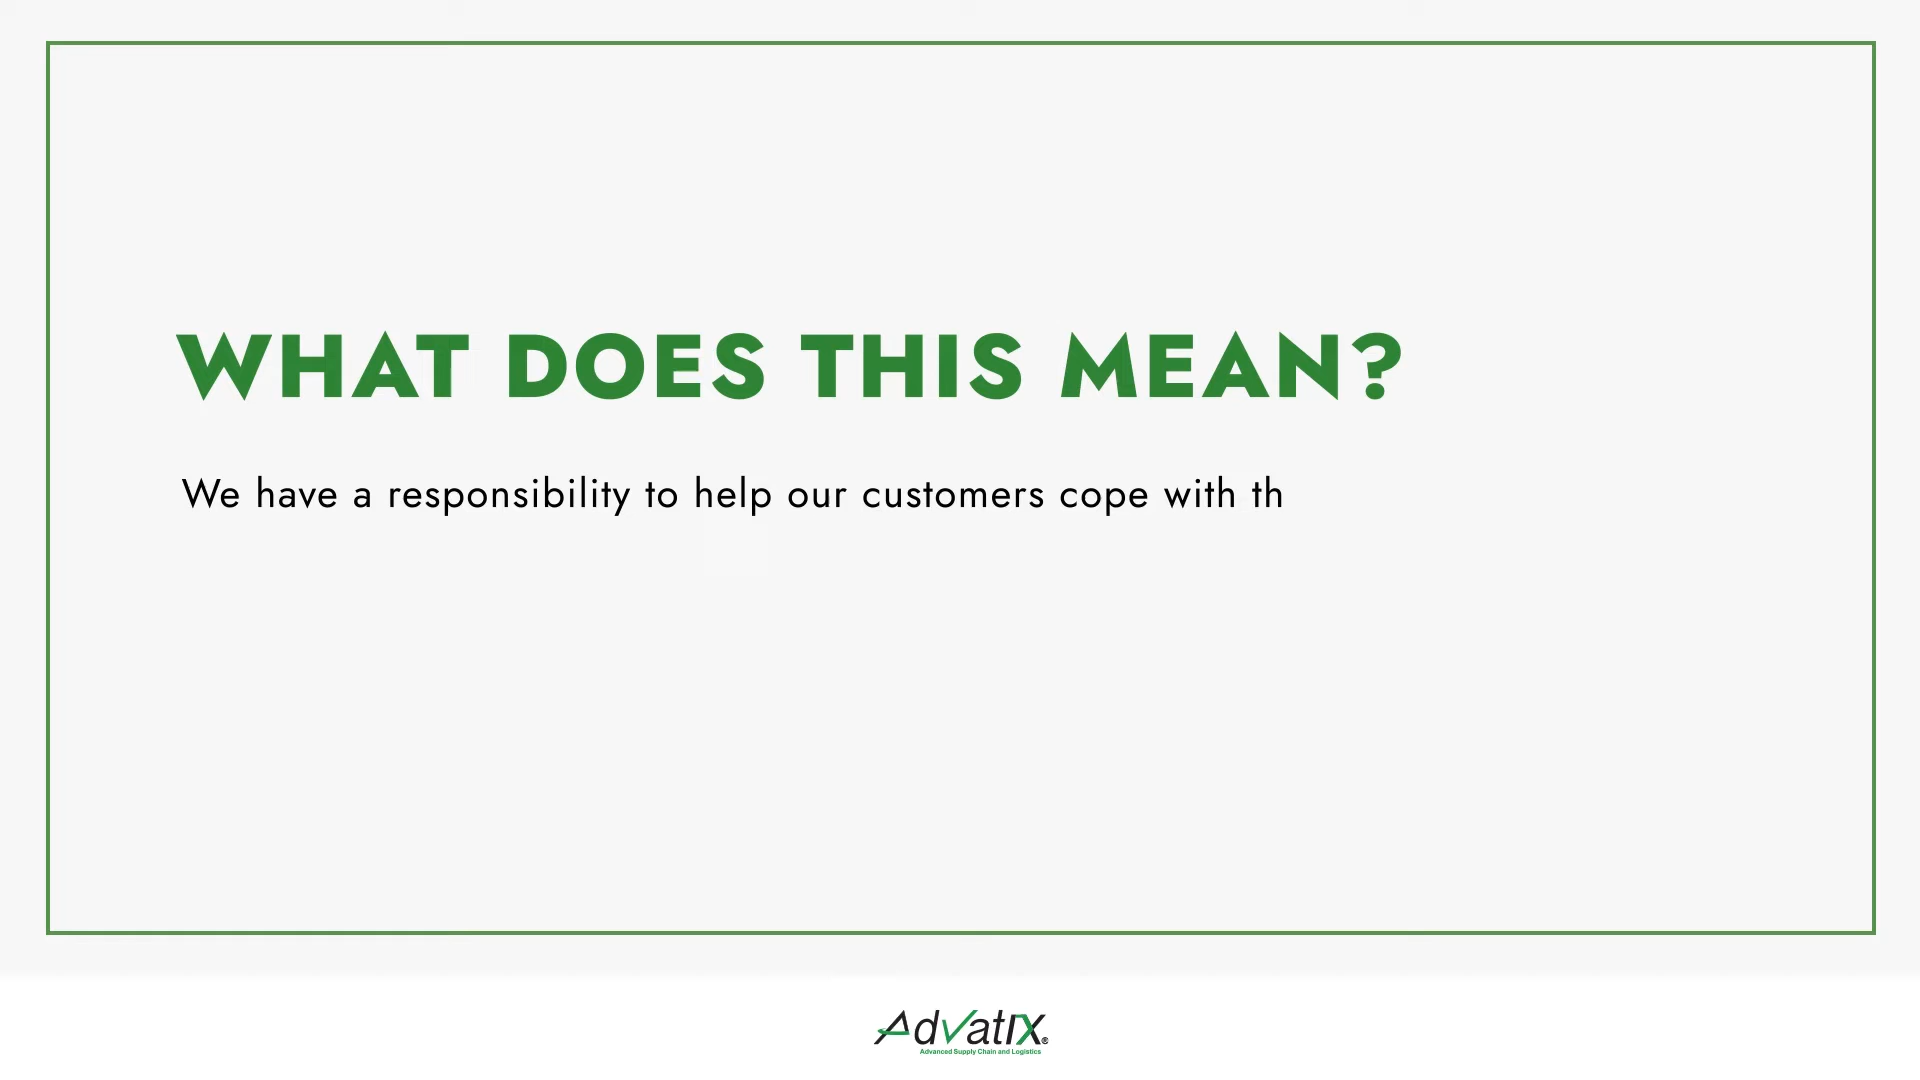 WHAT DOES THIS MEAN?
We have a responsibility to help our customers cope with th
AdVatIX®
Advanced Supply Chain and Logistics